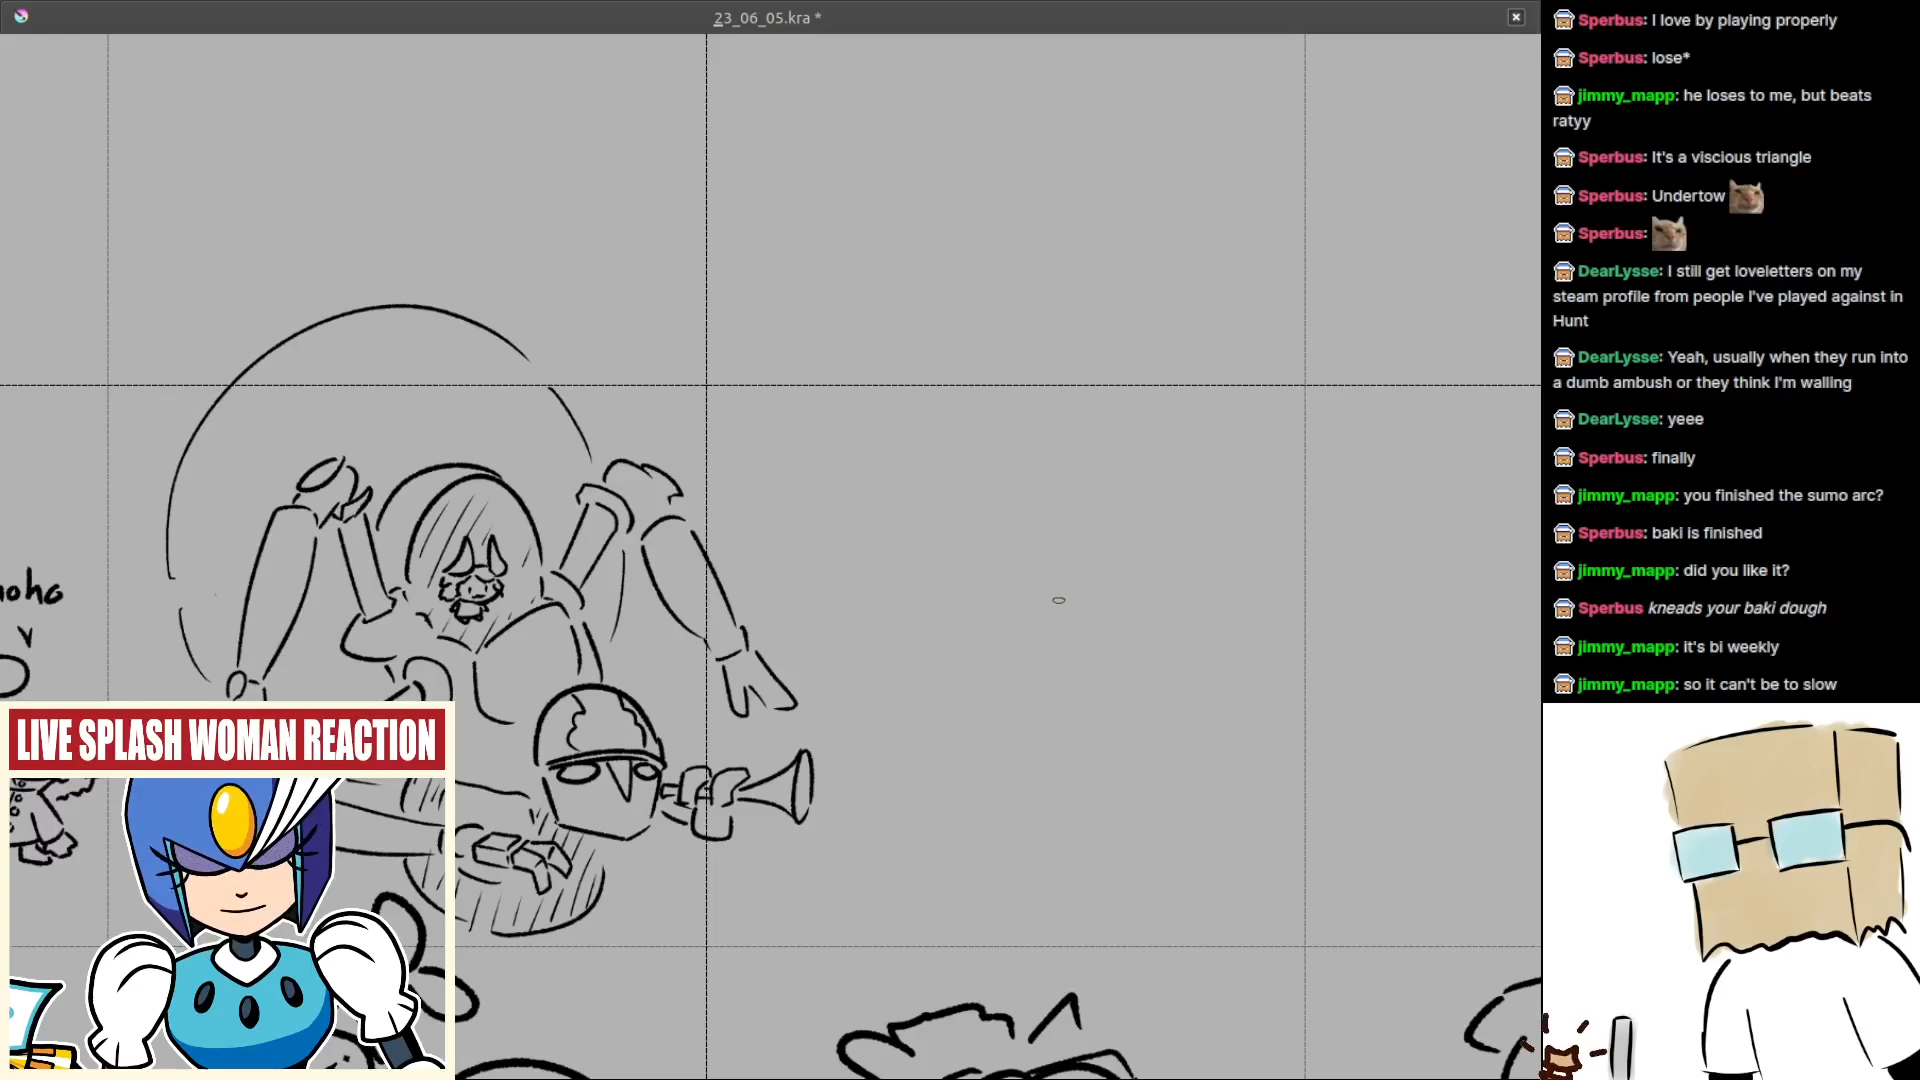 23_06_05.kra *
Sperbus: I love by playing properly
Sperbus: lose*
jimmy_mapp: he loses to me, but beats
ratyy
Sperbus: It's a viscious triangle
Sperbus: Undertow
Sperbus:
DearLysse: I still get loveletters on my
steam profile from people I've played against in
Hunt
DearLysse: Yeah, usually when they run into
a dumb ambush or they think I'm walling
DearLysse: yeee
Sperbus: finally
jimmy_mapp: you finished the sumo arc?
Sperbus: baki is finished
jimmy_mapp: did you like it?
Sperbus kneads your baki dough
jimmy_mapp: it's bi weekly
jimmy_mapp: so it can't be to slow
LIVE SPLASH WOMAN REACTION